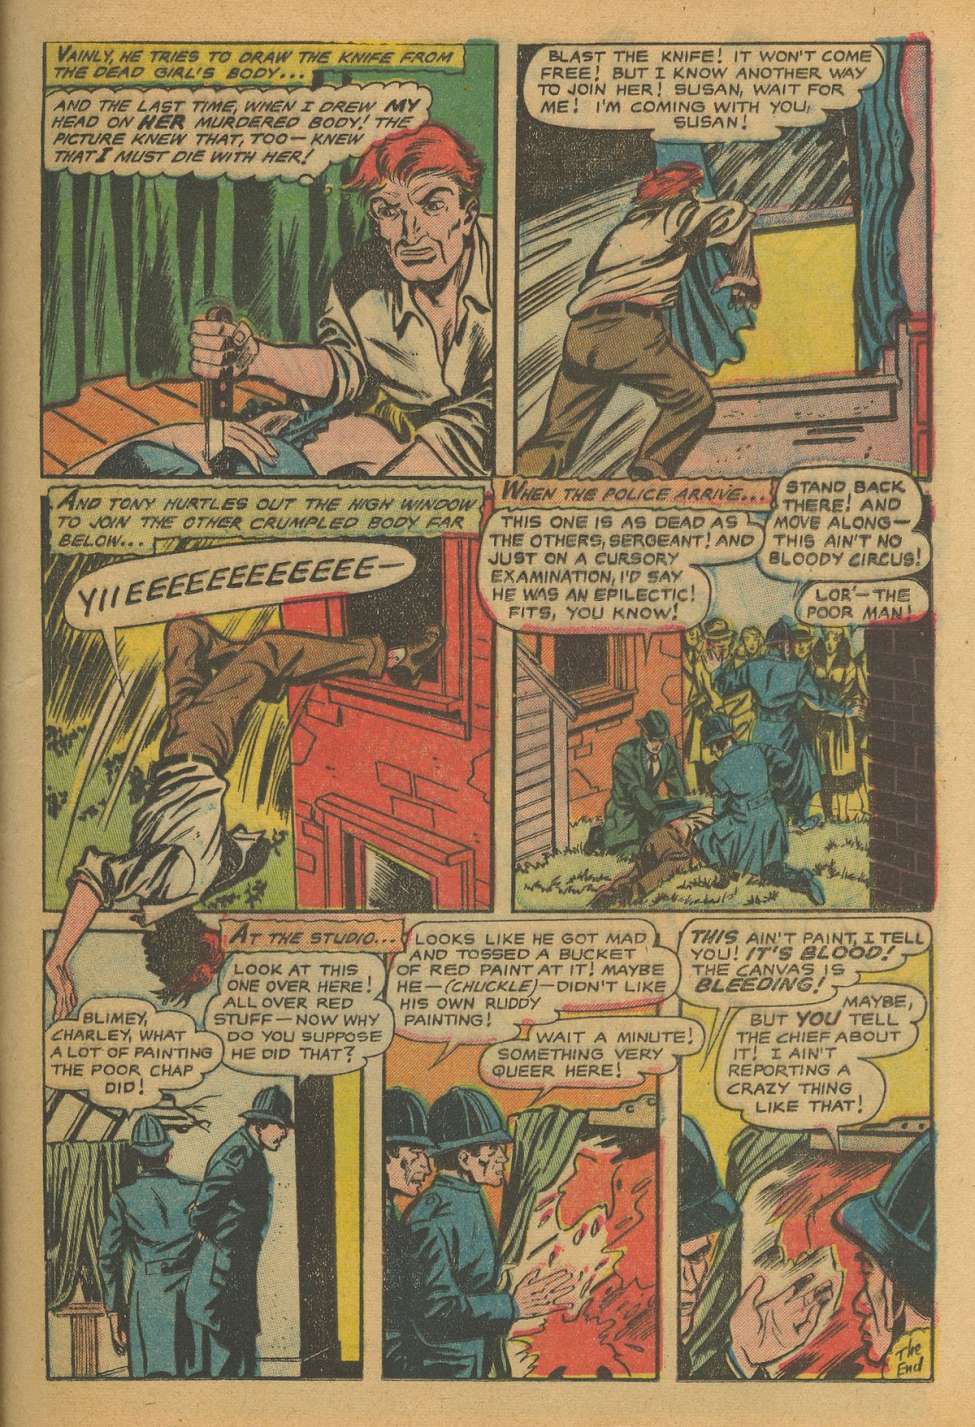 VAINLY, HE TRIES TO DRAW THE KNIFE FROM
THE DEAD GIRL'S BODY...
AND THE LAST TIME, WHEN I DREW MY
HEAD ON HER MURDERED BODY! THE
PICTURE KNEW THAT, TOO—KNEW
THAT I MUST DIE WITH HER!
BLAST THE KNIFE! IT WON'T COME
FREE! BUT I KNOW ANOTHER WAY
TO JOIN HER! SUSAN, WAIT FOR
ME! I'M COMING WITH YOU,
SUSAN!
AND TONY HURTLES OUT THE HIGH WINDOW
TO JOIN THE OTHER CRUMPLED BODY FAR
BELOW...
YIIEEEEEEEEEEEEE—
WHEN THE POLICE ARRIVE...
THIS ONE IS AS DEAD AS
THE OTHERS, SERGEANT! AND
JUST ON A CURSORY
EXAMINATION, I'D SAY
HE WAS AN EPILECTIC!
FITS, YOU KNOW!
STAND BACK
THERE! AND
MOVE ALONG—
THIS AIN'T NO
BLOODY CIRCUS!
LOR'—THE
POOR MAN!
BLIMEY,
CHARLEY, WHAT
A LOT OF PAINTING
THE POOR CHAP
DID!
AT THE STUDIO...
LOOK AT THIS
ONE OVER HERE!
ALL OVER RED
STUFF—NOW WHY
DO YOU SUPPOSE
HE DID THAT?
LOOKS LIKE HE GOT MAD
AND TOSSED A BUCKET
OF RED PAINT AT IT! MAYBE
HE—(CHUCKLE)—DIDN'T LIKE
HIS OWN RUDDY
PAINTING!
WAIT A MINUTE!
SOMETHING VERY
QUEER HERE!
THIS AIN'T PAINT, I TELL
YOU! IT'S BLOOD!
THE CANVAS IS
BLEEDING!
MAYBE,
BUT YOU TELL
THE CHIEF ABOUT
IT! I AIN'T
REPORTING A
CRAZY THING
LIKE THAT!
The
End